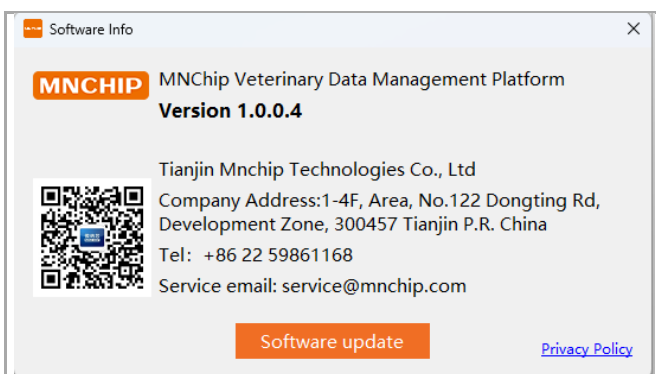 Software Info
MNCHIP
MNChip Veterinary Data Management Platform
Version 1.0.0.4
Tianjin Mnchip Technologies Co., Ltd
Company Address:1-4F, Area, No.122 Dongting Rd,
Development Zone, 300457 Tianjin P.R. China
Tel: +86 22 59861168
Service email: service@mnchip.com
Software update
Privacy Policy